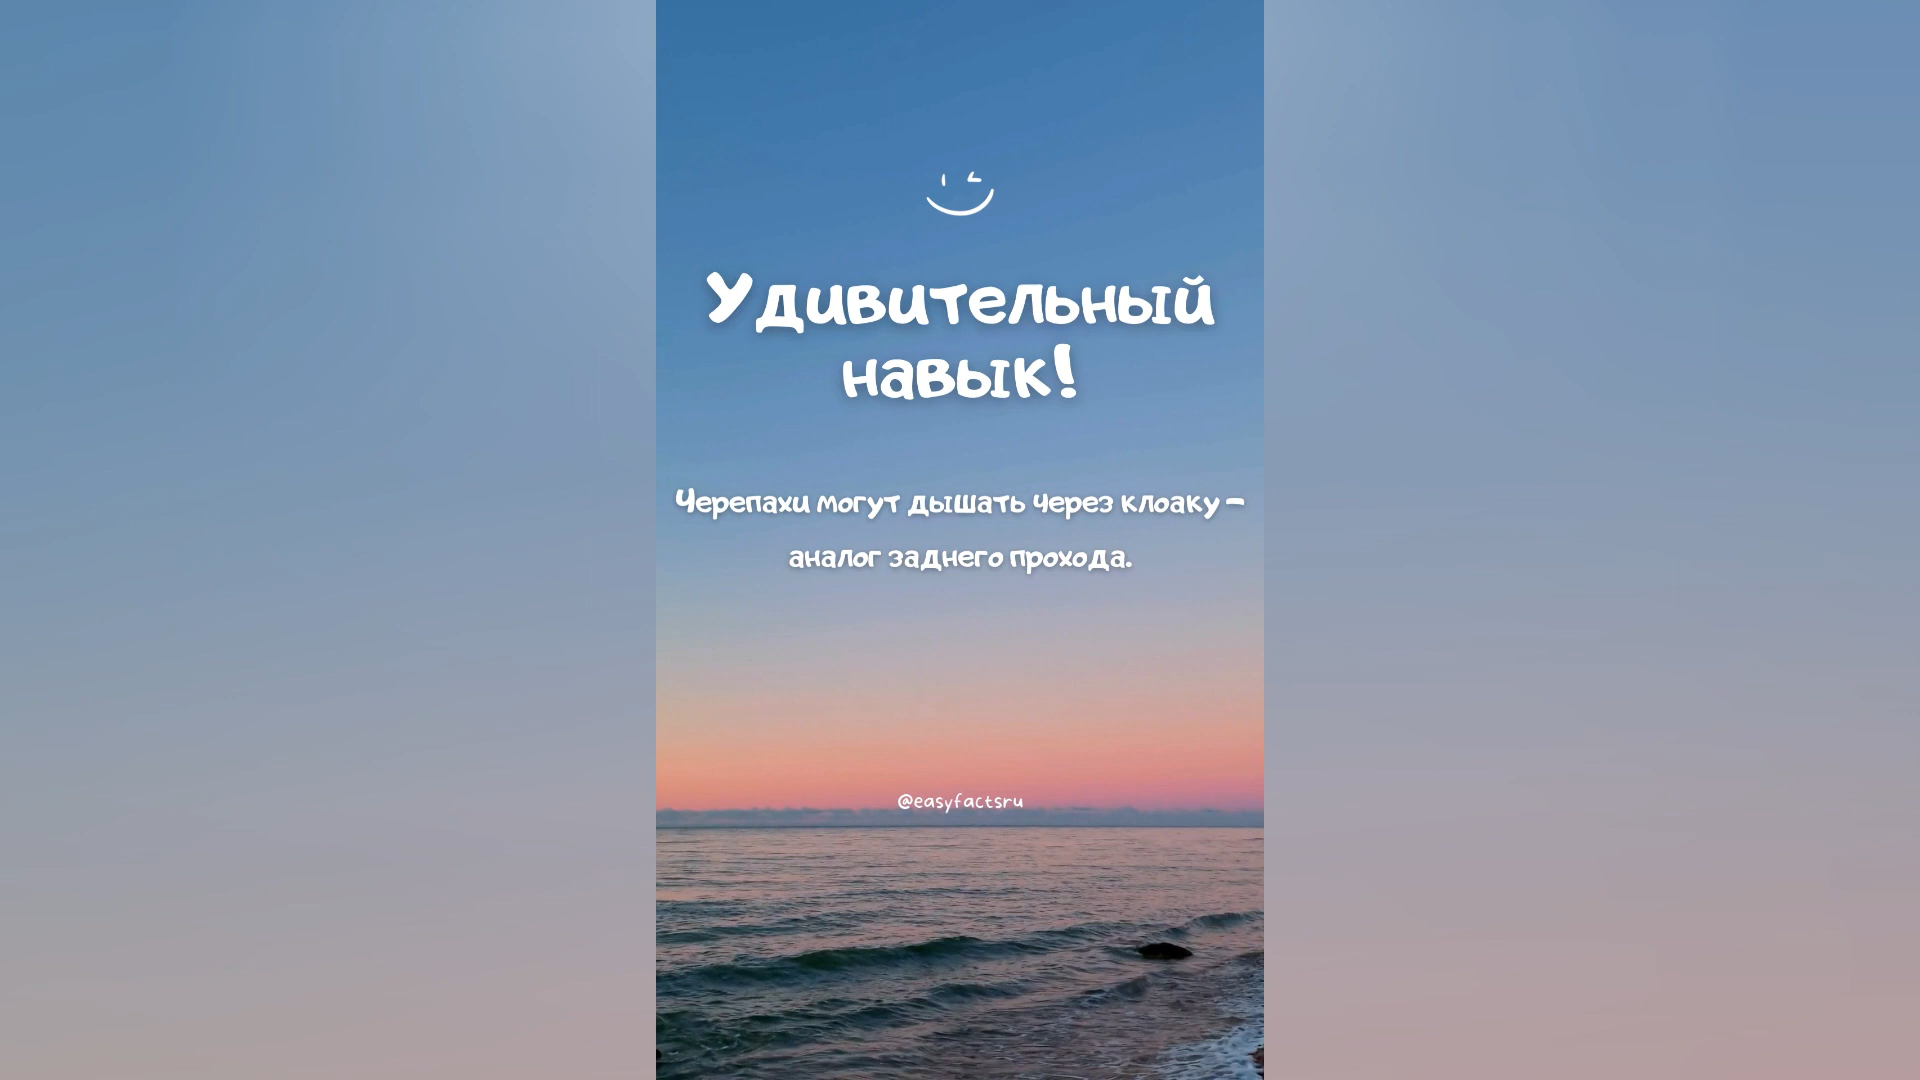 Удивительный
навык!
Черепахи могут дышать через клоаку –
аналог заднего прохода.
@easyfactsru